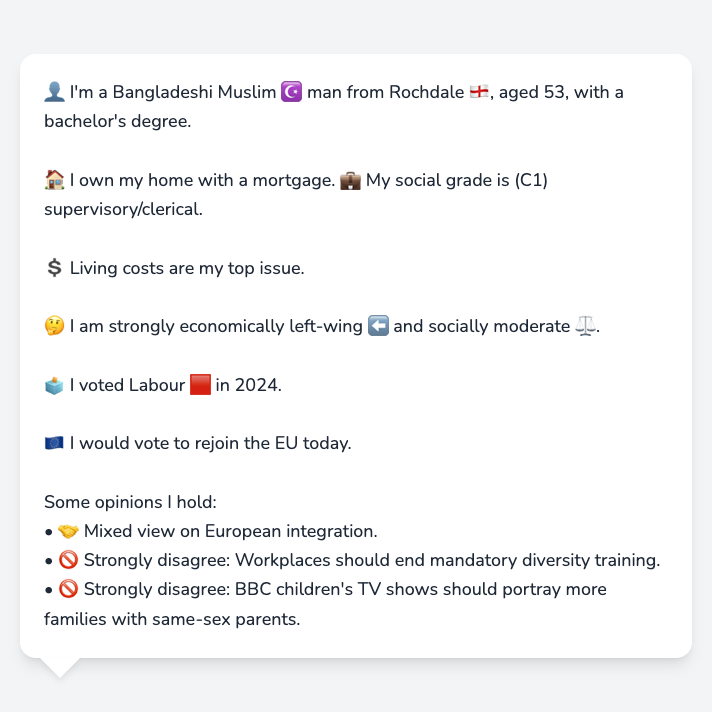 👤 I'm a Bangladeshi Muslim ☪️ man from Rochdale 🏴󠁧󠁢󠁥󠁮󠁧󠁿, aged 53, with a
bachelor's degree.
🏠 I own my home with a mortgage. 💼 My social grade is (C1)
supervisory/clerical.
💲 Living costs are my top issue.
🤔 I am strongly economically left-wing ⬅️ and socially moderate ⚖️.
🗳️ I voted Labour 🟥 in 2024.
🇪🇺 I would vote to rejoin the EU today.
Some opinions I hold:
• 🤝 Mixed view on European integration.
• 🚫 Strongly disagree: Workplaces should end mandatory diversity training.
• 🚫 Strongly disagree: BBC children's TV shows should portray more
families with same-sex parents.